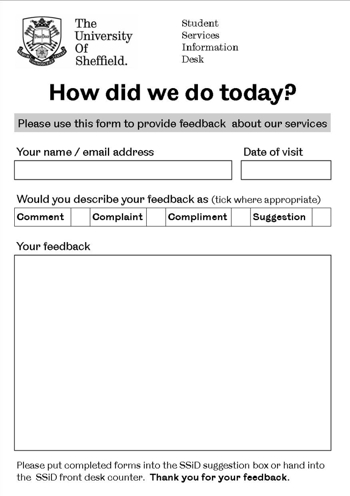 The
University
Of
Sheffield.
Student
Services
Information
Desk
How did we do today?
Please use this form to provide feedback about our services
Your name / email address
Date of visit
Would you describe your feedback as (tick where appropriate)
Comment Complaint Compliment Suggestion
Your feedback
Please put completed forms into the SSiD suggestion box or hand into
the SSiD front desk counter. Thank you for your feedback.